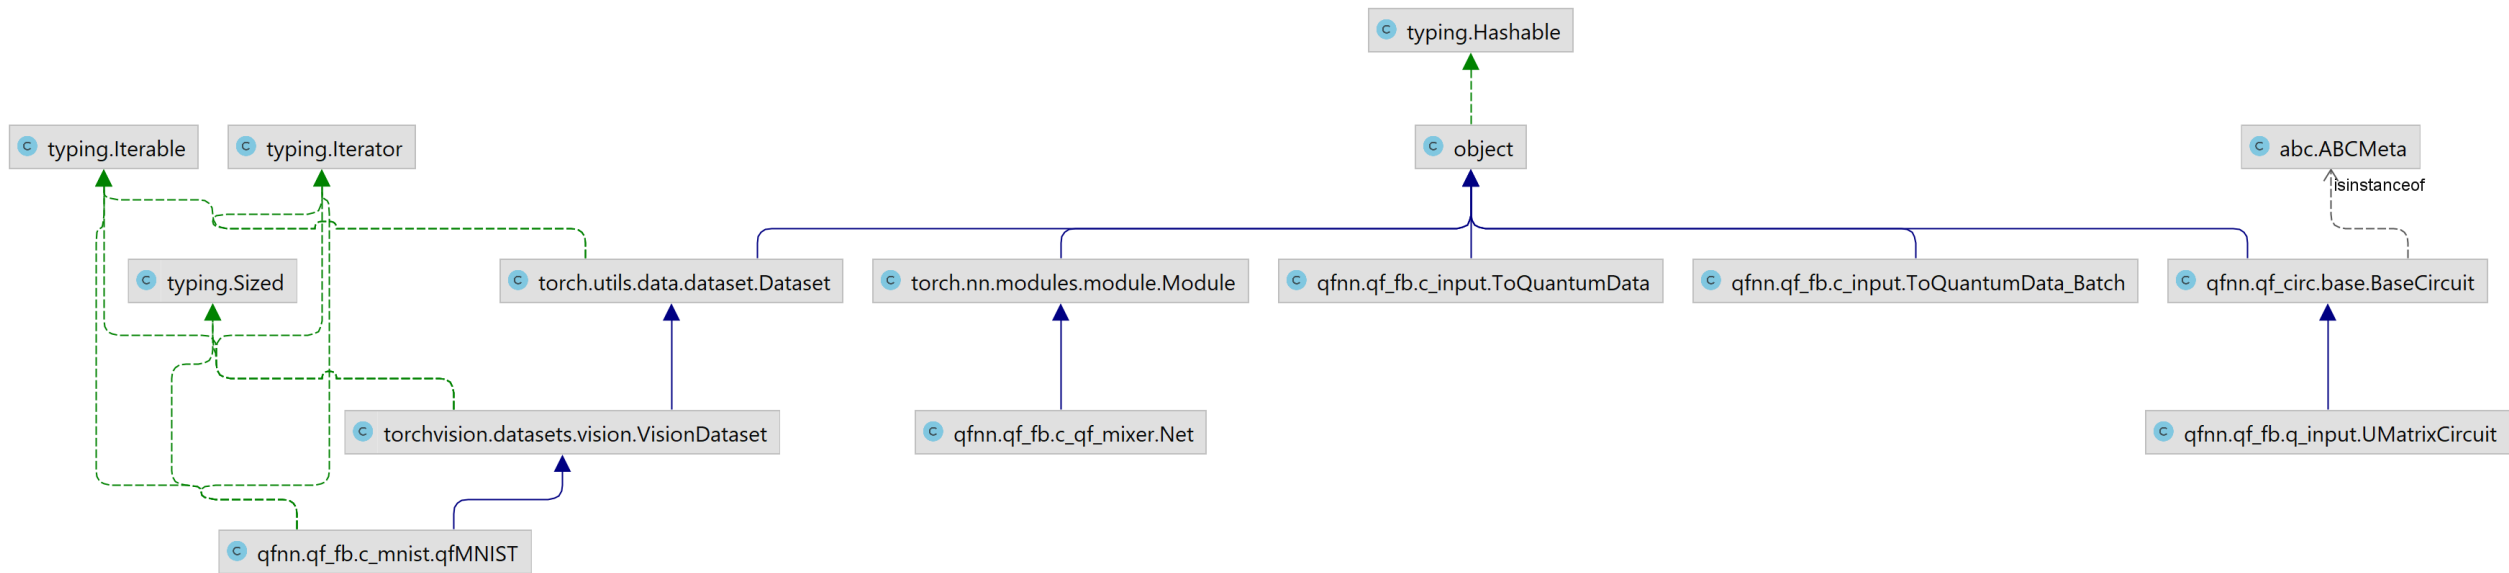 typing.Hashable
typing.Iterable
typing.Iterator
object
abc.ABCMeta
isinstanceof
typing.Sized
torch.utils.data.dataset.Dataset
torch.nn.modules.module.Module
qfnn.qf_fb.c_input.ToQuantumData
qfnn.qf_fb.c_input.ToQuantumData_Batch
qfnn.qf_circ.base.BaseCircuit
torchvision.datasets.vision.VisionDataset
qfnn.qf_fb.c_qf_mixer.Net
qfnn.qf_fb.q_input.UMatrixCircuit
qfnn.qf_fb.c_mnist.qfMNIST